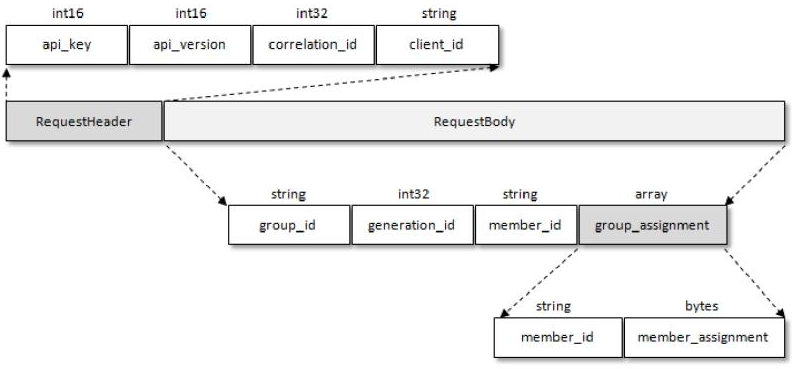 int16 int16 int32 string
api_key api_version correlation_id client_id
RequestHeader RequestBody
string int32 string array
group_id generation_id member_id group_assignment
string bytes
member_id member_assignment